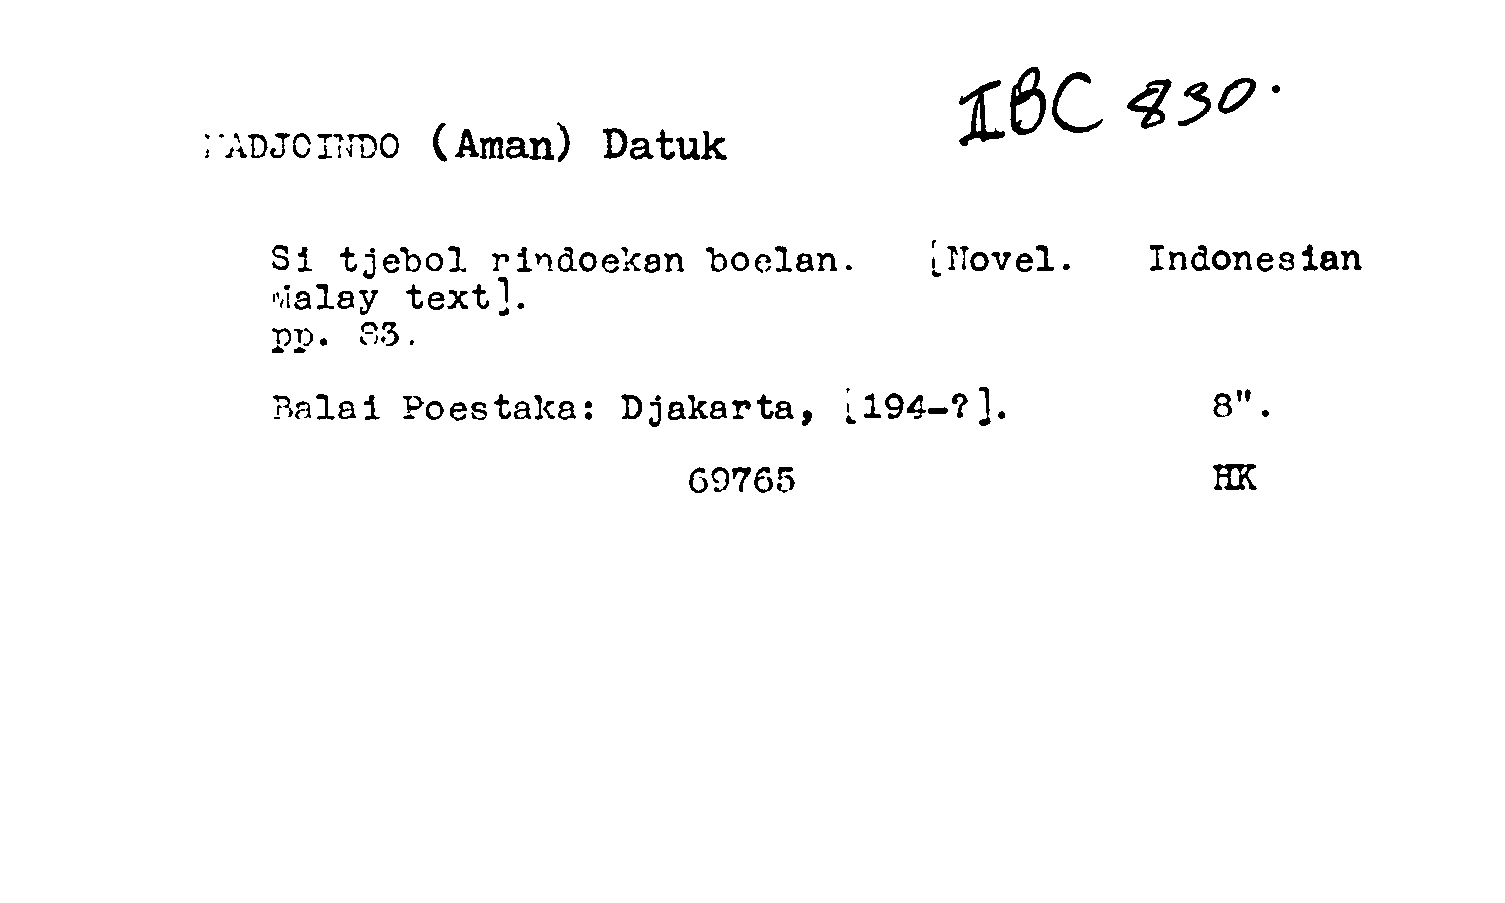 IBC 830.
MADJOINDO (Aman) Datuk
Si tjebol rindoekan boelan. [Novel. Indonesian
Malay text].
pp. 83.
Balai Poestaka: Djakarta, [194-?]. 8".
69765 HK